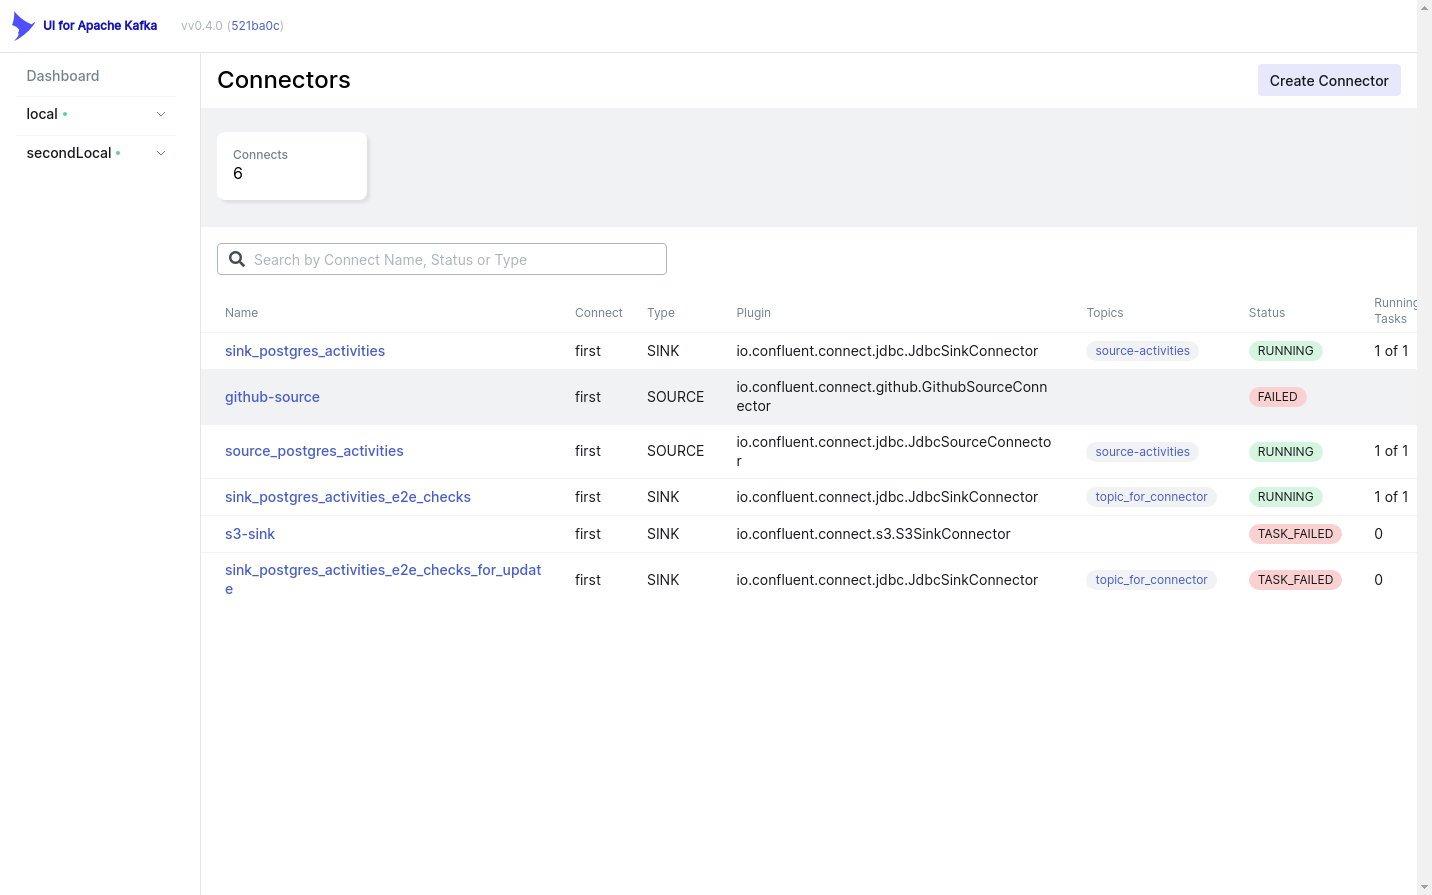 UI for Apache Kafka
vv0.4.0 (521ba0c)
Dashboard
local
secondLocal
Connectors
Create Connector
Connects
6
Search by Connect Name, Status or Type
Name Connect Type Plugin Topics Status Running
Tasks
sink_postgres_activities first SINK io.confluent.connect.jdbc.JdbcSinkConnector source-activities RUNNING 1 of 1
github-source first SOURCE io.confluent.connect.github.GithubSourceConn
ector FAILED
source_postgres_activities first SOURCE io.confluent.connect.jdbc.JdbcSourceConnecto
r source-activities RUNNING 1 of 1
sink_postgres_activities_e2e_checks first SINK io.confluent.connect.jdbc.JdbcSinkConnector topic_for_connector RUNNING 1 of 1
s3-sink first SINK io.confluent.connect.s3.S3SinkConnector TASK_FAILED 0
sink_postgres_activities_e2e_checks_for_updat
e first SINK io.confluent.connect.jdbc.JdbcSinkConnector topic_for_connector TASK_FAILED 0